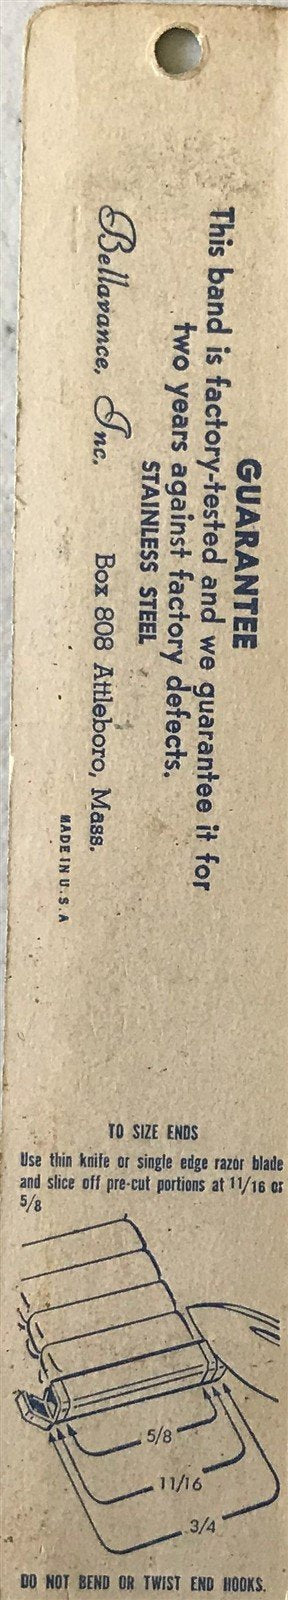 GUARANTEE
This band is factory-tested and we guarantee it for
two years against factory defects.
STAINLESS STEEL
Bellavance, Inc. Box 808 Attleboro, Mass.
MADE IN U.S.A
TO SIZE ENDS
Use thin knife or single edge razor blade
and slice off pre-cut portions at 11/16 or
5/8
5/8
11/16
3/4
DO NOT BEND OR TWIST END HOOKS.